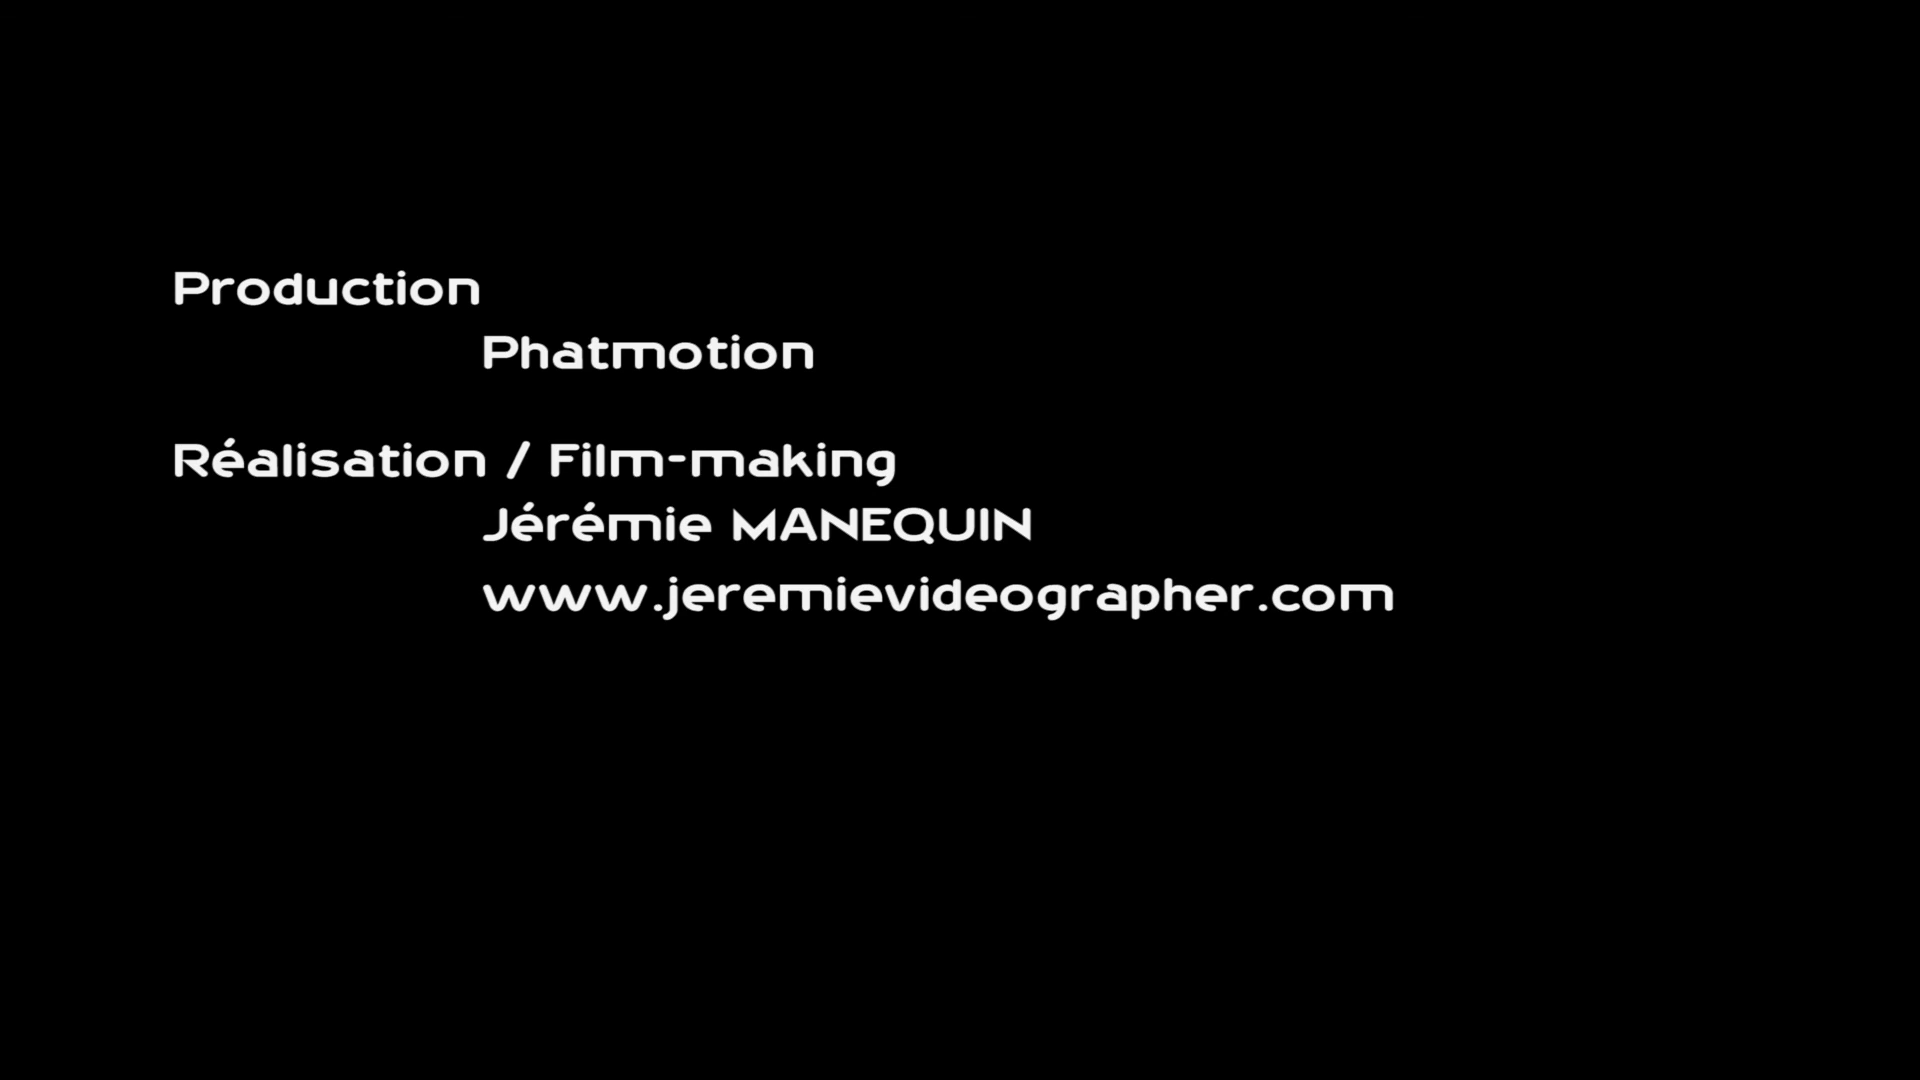 Production
Phatmotion
Réalisation / Film-making
Jérémie MANEQUIN
www.jeremievideographer.com